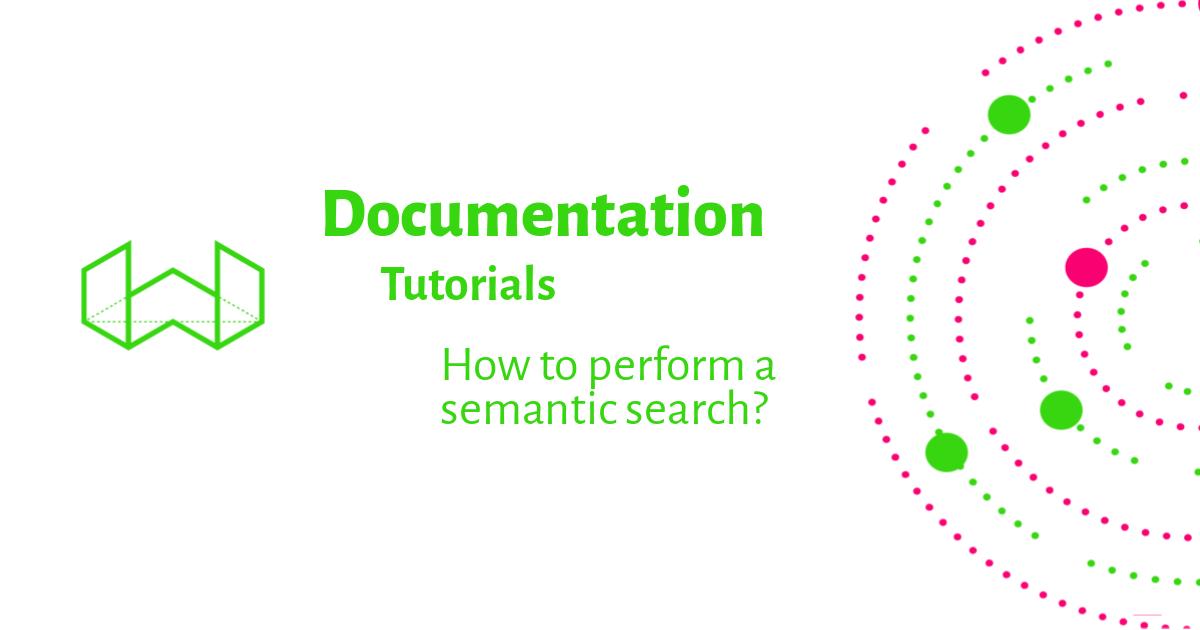 Documentation
Tutorials
How to perform a
semantic search?